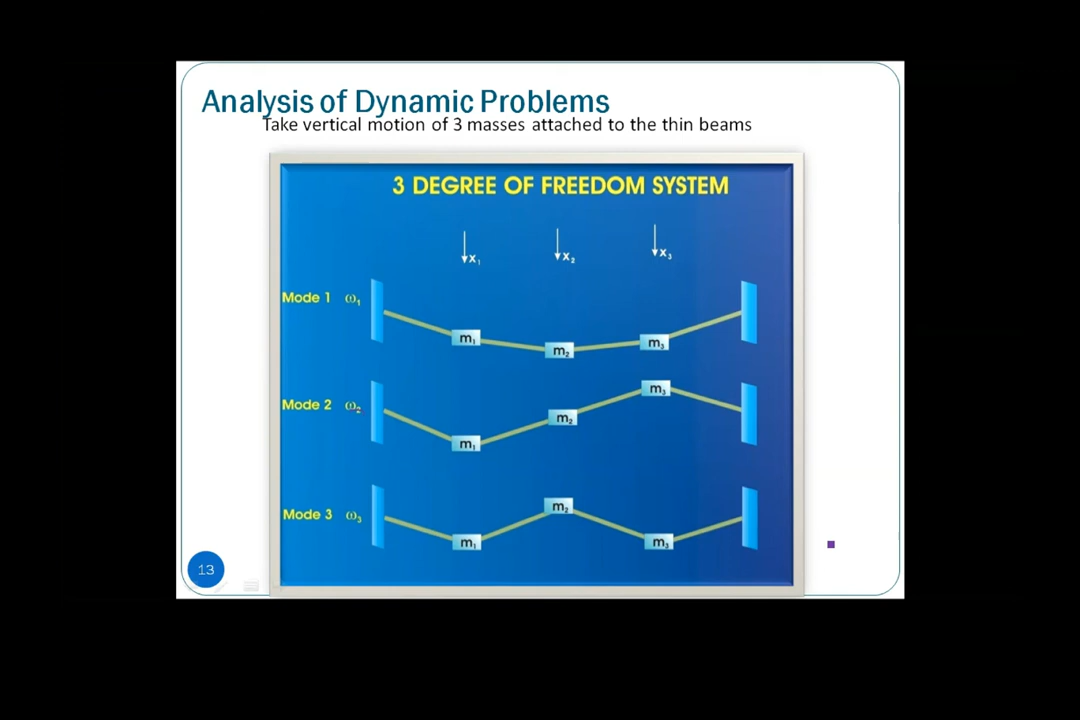 Analysis of Dynamic Problems
Take vertical motion of 3 masses attached to the thin beams
3 DEGREE OF FREEDOM SYSTEM
x₁ x₂ x₃
Mode 1 ω₁
m₁ m₂ m₃
Mode 2 ω₂
m₁ m₂ m₃
Mode 3 ω₃
m₁ m₂ m₃
13